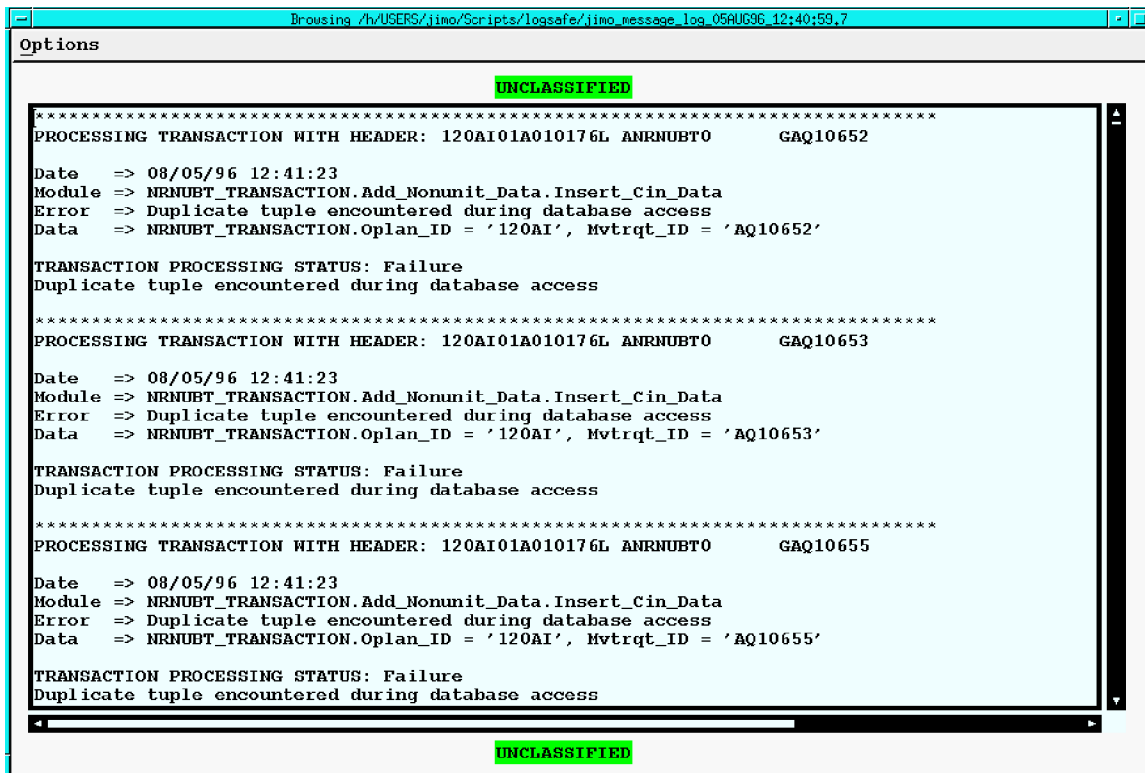 Browsing /h/USERS/jimo/Scripts/logsafe/jimo_message_log_05AUG96_12:40:59.7
Options
UNCLASSIFIED
********************************************************************************
PROCESSING TRANSACTION WITH HEADER: 120AI01A010176L ANRNUBT0      GAQ10652
Date   => 08/05/96 12:41:23
Module => NRNUBT_TRANSACTION.Add_Nonunit_Data.Insert_Cin_Data
Error  => Duplicate tuple encountered during database access
Data   => NRNUBT_TRANSACTION.Oplan_ID = '120AI', Mvtrqt_ID = 'AQ10652'
TRANSACTION PROCESSING STATUS: Failure
Duplicate tuple encountered during database access
********************************************************************************
PROCESSING TRANSACTION WITH HEADER: 120AI01A010176L ANRNUBT0      GAQ10653
Date   => 08/05/96 12:41:23
Module => NRNUBT_TRANSACTION.Add_Nonunit_Data.Insert_Cin_Data
Error  => Duplicate tuple encountered during database access
Data   => NRNUBT_TRANSACTION.Oplan_ID = '120AI', Mvtrqt_ID = 'AQ10653'
TRANSACTION PROCESSING STATUS: Failure
Duplicate tuple encountered during database access
********************************************************************************
PROCESSING TRANSACTION WITH HEADER: 120AI01A010176L ANRNUBT0      GAQ10655
Date   => 08/05/96 12:41:23
Module => NRNUBT_TRANSACTION.Add_Nonunit_Data.Insert_Cin_Data
Error  => Duplicate tuple encountered during database access
Data   => NRNUBT_TRANSACTION.Oplan_ID = '120AI', Mvtrqt_ID = 'AQ10655'
TRANSACTION PROCESSING STATUS: Failure
Duplicate tuple encountered during database access
UNCLASSIFIED